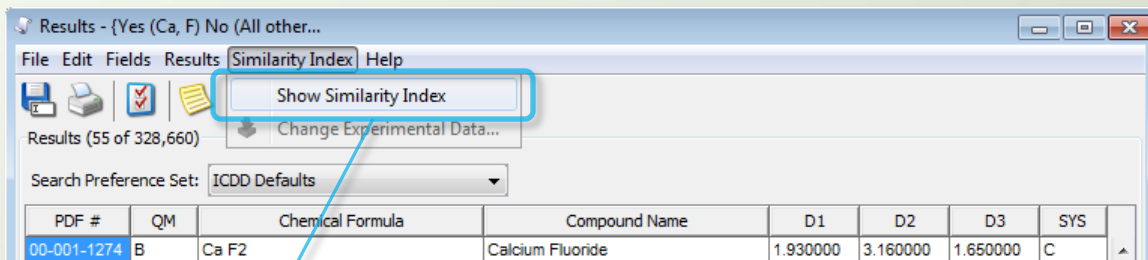 Results - {Yes (Ca, F) No (All other...
File Edit Fields Results Similarity Index Help
Show Similarity Index
Change Experimental Data...
Results (55 of 328,660)
Search Preference Set: ICDD Defaults
PDF # QM Chemical Formula Compound Name D1 D2 D3 SYS
00-001-1274 B Ca F2 Calcium Fluoride 1.930000 3.160000 1.650000 C